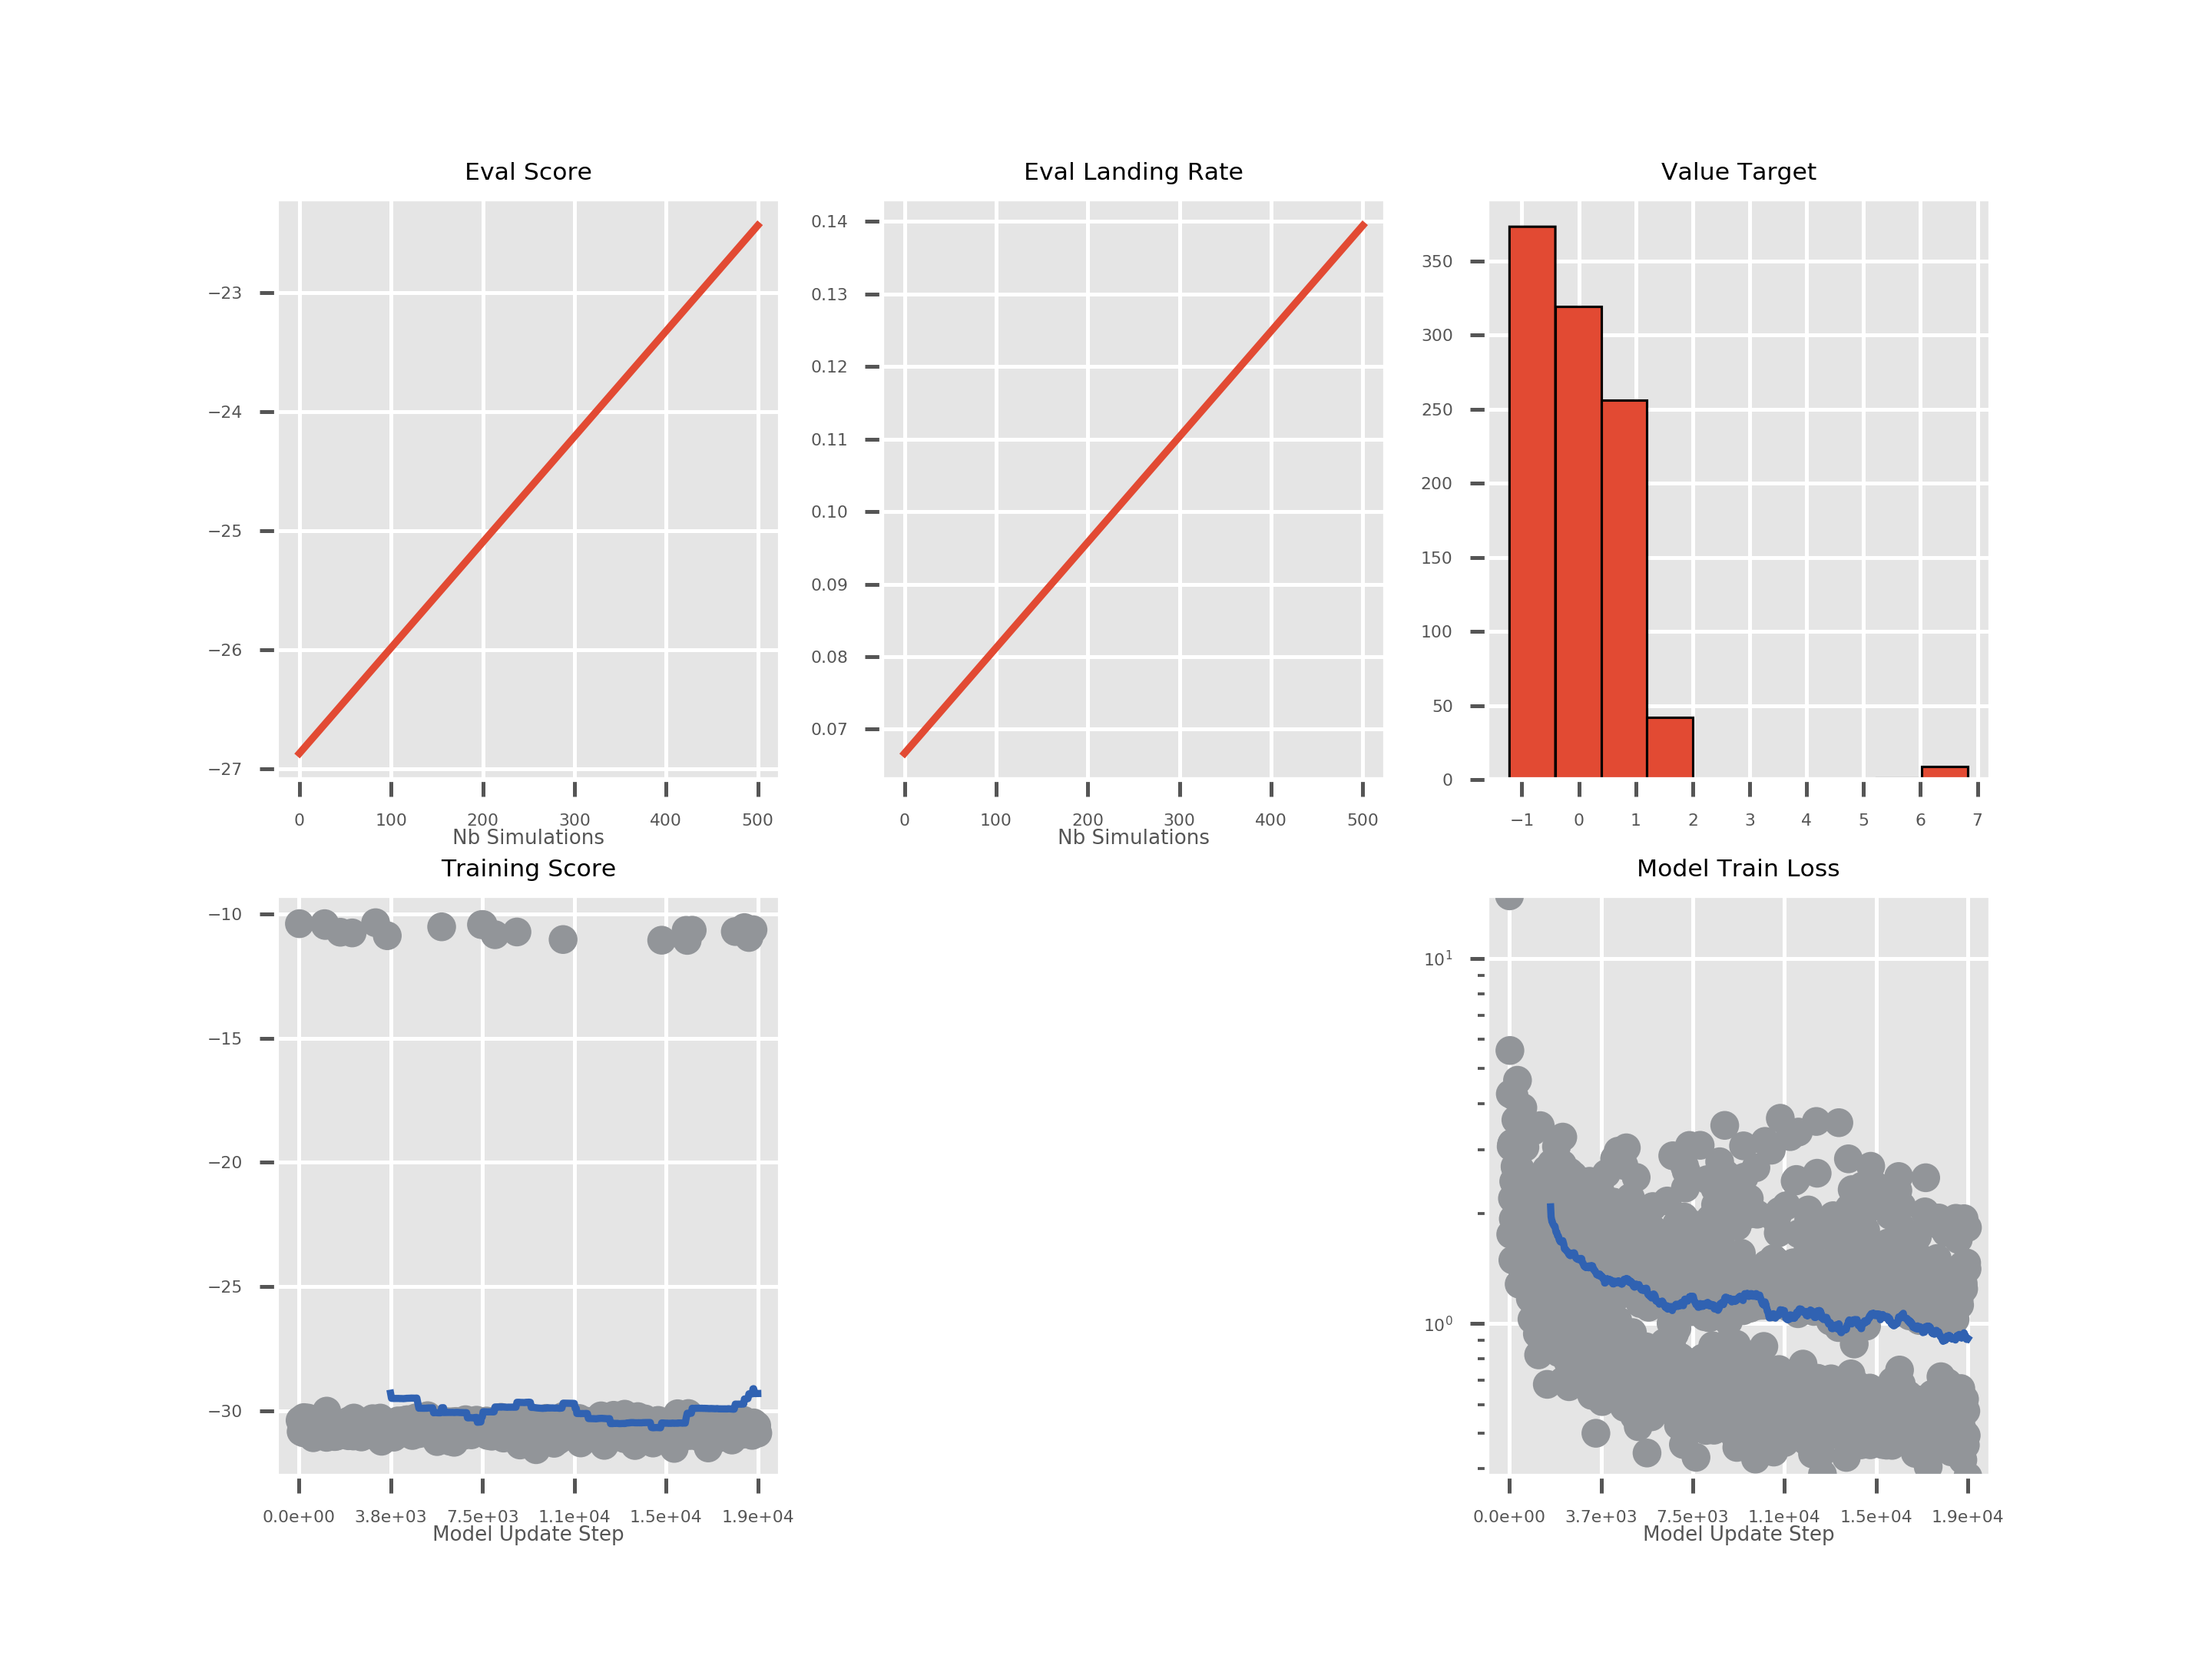 Eval Score
Eval Landing Rate
Value Target
−23
−24
−25
−26
−27
0 100 200 300 400 500
Nb Simulations
0.14
0.13
0.12
0.11
0.10
0.09
0.08
0.07
0 100 200 300 400 500
Nb Simulations
350
300
250
200
150
100
50
0
−1 0 1 2 3 4 5 6 7
Training Score
Model Train Loss
−10
−15
−20
−25
−30
0.0e+00 3.8e+03 7.5e+03 1.1e+04 1.5e+04 1.9e+04
Model Update Step
10¹
10⁰
0.0e+00 3.7e+03 7.5e+03 1.1e+04 1.5e+04 1.9e+04
Model Update Step